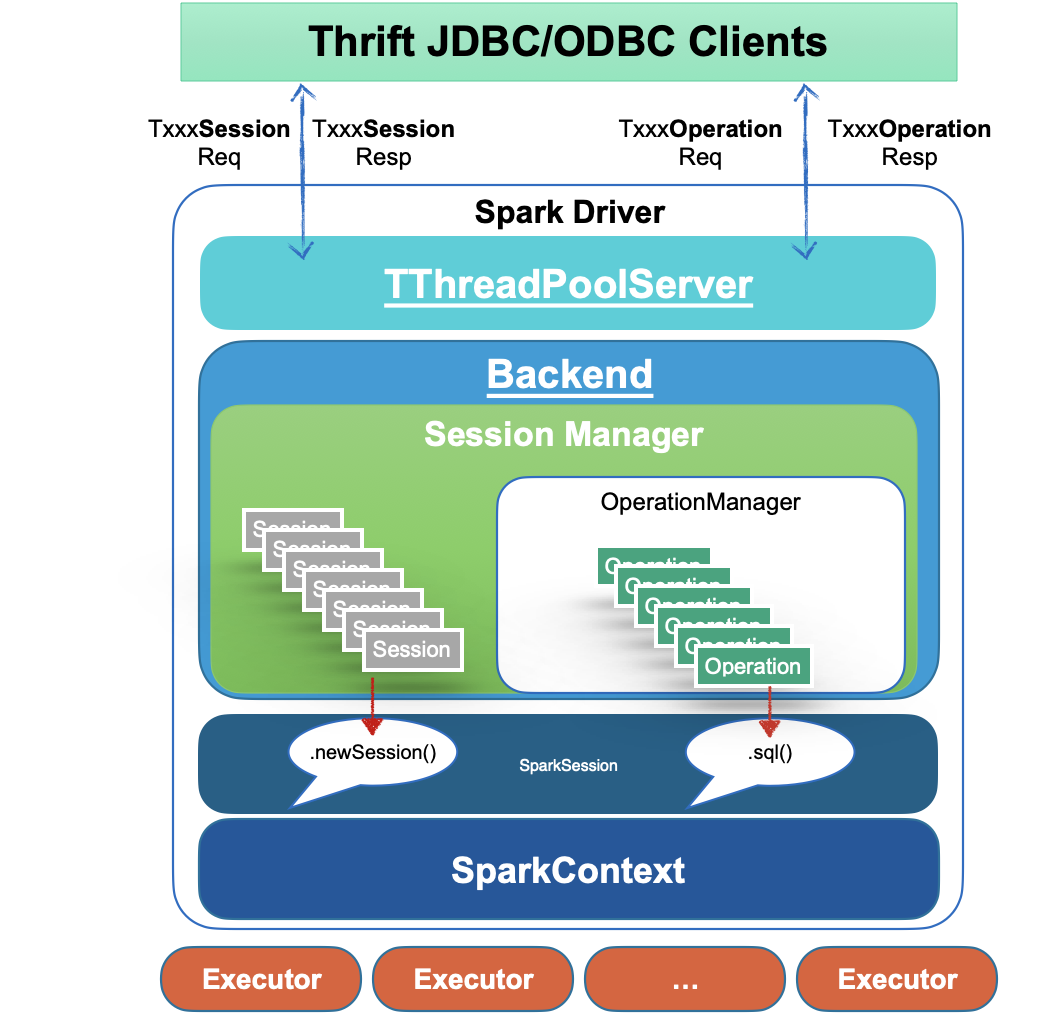 Thrift JDBC/ODBC Clients
TxxxSession
Req
TxxxSession
Resp
TxxxOperation
Req
TxxxOperation
Resp
Spark Driver
TThreadPoolServer
Backend
Session Manager
OperationManager
Session
Session
Session
Session
Session
Session
Session
Operation
Operation
Operation
Operation
Operation
Operation
.newSession()
SparkSession
.sql()
SparkContext
Executor
Executor
...
Executor